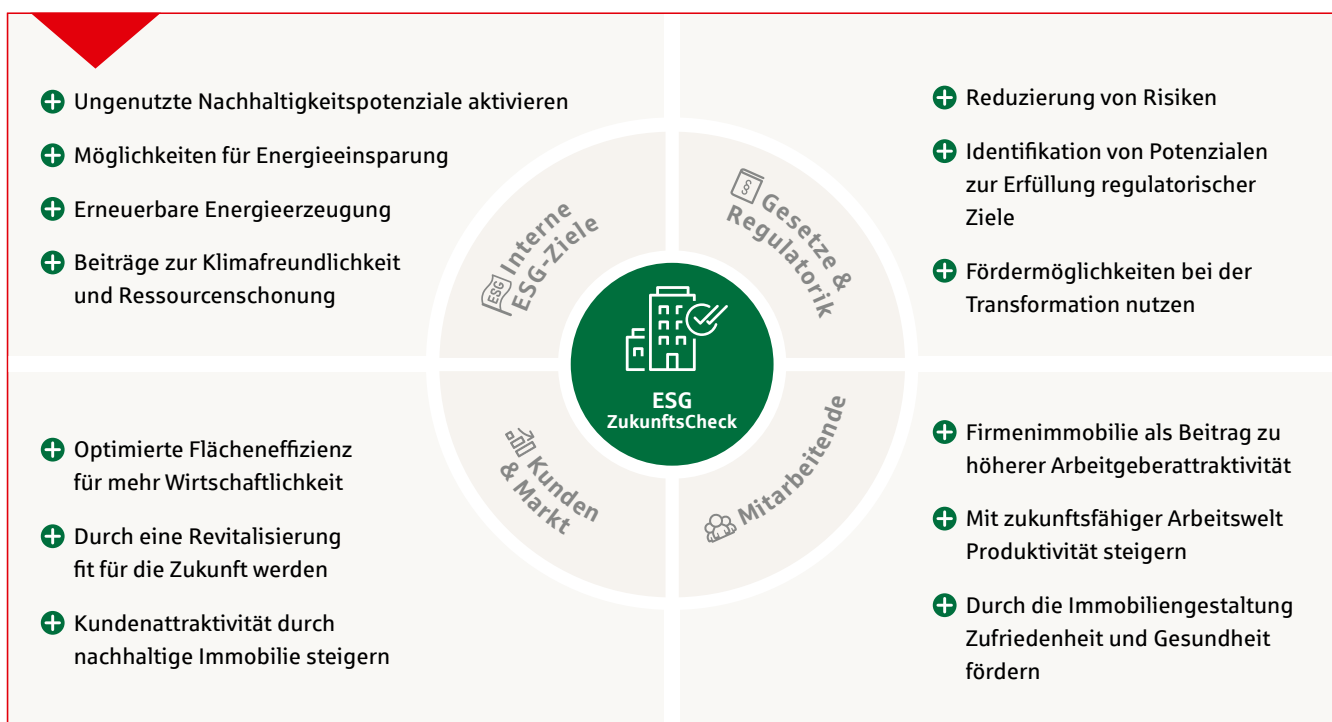 Ungenutzte Nachhaltigkeitspotenziale aktivieren
Möglichkeiten für Energieeinsparung
Erneuerbare Energieerzeugung
Beiträge zur Klimafreundlichkeit
und Ressourcenschonung
Reduzierung von Risiken
Identifikation von Potenzialen
zur Erfüllung regulatorischer
Ziele
Fördermöglichkeiten bei der
Transformation nutzen
ESG
Interne
ESG-Ziele
§
Gesetze &
Regulatorik
ESG
ZukunftsCheck
Kunden
& Markt
Mitarbeitende
Optimierte Flächeneffizienz
für mehr Wirtschaftlichkeit
Durch eine Revitalisierung
fit für die Zukunft werden
Kundenattraktivität durch
nachhaltige Immobilie steigern
Firmenimmobilie als Beitrag zu
höherer Arbeitgeberattraktivität
Mit zukunftsfähiger Arbeitswelt
Produktivität steigern
Durch die Immobiliengestaltung
Zufriedenheit und Gesundheit
fördern